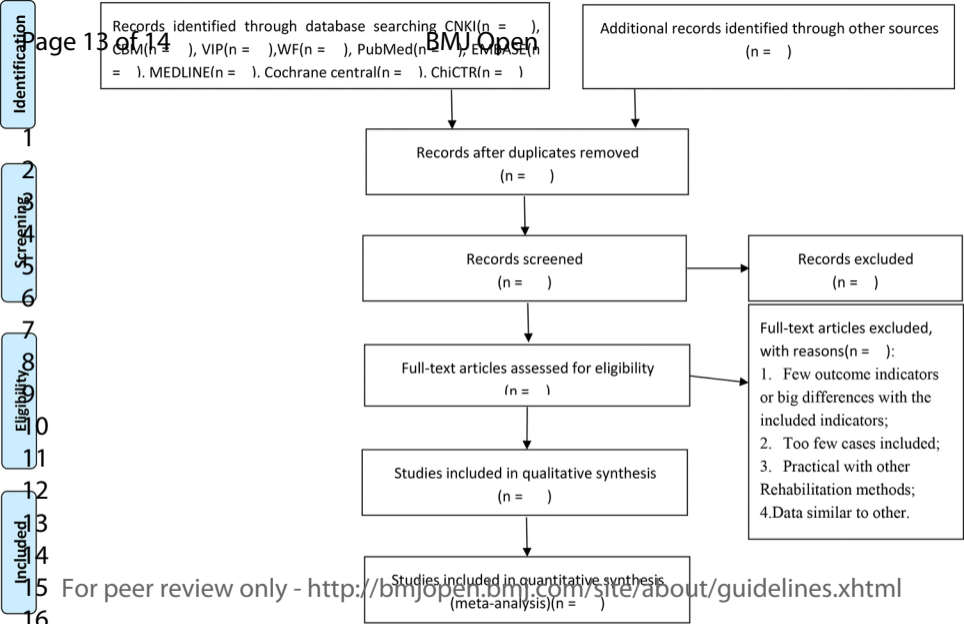 Page 13 of 14
BMJ Open
Identification
Records identified through database searching CNKI(n = ),
CBM(n = ), VIP(n = ),WF(n = ), PubMed(n = ), EMBASE(n
= ), MEDLINE(n = ), Cochrane central(n = ), ChiCTR(n = )
Additional records identified through other sources
(n = )
1
2
3
4
5
6
7
8
9
10
11
12
13
14
15
16
Records after duplicates removed
(n = )
Screening
Records screened
(n = )
Records excluded
(n = )
Eligibility
Full-text articles assessed for eligibility
(n = )
Full-text articles excluded,
with reasons(n = ):
1. Few outcome indicators
or big differences with the
included indicators;
2. Too few cases included;
3. Practical with other
Rehabilitation methods;
4.Data similar to other.
Studies included in qualitative synthesis
(n = )
Included
Studies included in quantitative synthesis
(meta-analysis)(n = )
For peer review only - http://bmjopen.bmj.com/site/about/guidelines.xhtml